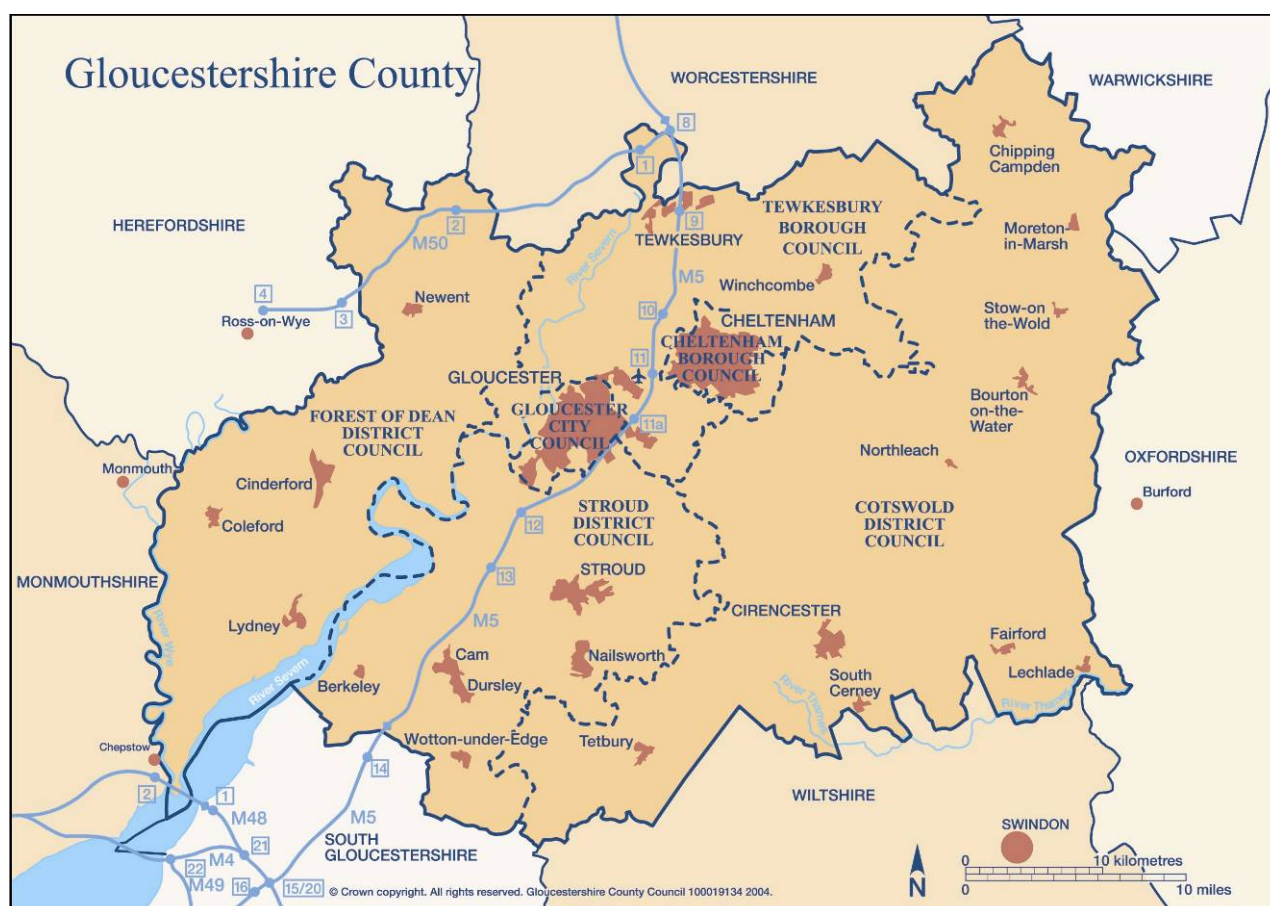 Gloucestershire County
WORCESTERSHIRE
WARWICKSHIRE
8
1
Chipping
Campden
HEREFORDSHIRE
2
M50
9
TEWKESBURY
TEWKESBURY
BOROUGH
COUNCIL
Moreton-
in-Marsh
River Severn
M5
Winchcombe
4
3
Ross-on-Wye
Newent
10
Stow-on
the-Wold
CHELTENHAM
CHELTENHAM
BOROUGH
COUNCIL
11
GLOUCESTER
GLOUCESTER
CITY
COUNCIL
11a
Bourton
on-the-
Water
FOREST OF DEAN
DISTRICT
COUNCIL
Northleach
OXFORDSHIRE
Monmouth
Cinderford
Burford
Coleford
12
STROUD
DISTRICT
COUNCIL
COTSWOLD
DISTRICT
COUNCIL
MONMOUTHSHIRE
13
STROUD
River Wye
Lydney
M5
CIRENCESTER
Fairford
Lechlade
Cam
Dursley
Nailsworth
Berkeley
River Severn
South
Cerney
River Thames
River Thames
Chepstow
Wotton-under-Edge
Tetbury
14
2
1
M48
M5
WILTSHIRE
SOUTH
GLOUCESTERSHIRE
21
M4
22
M49
16
15/20
SWINDON
0 10 kilometres
0 10 miles
N
© Crown copyright. All rights reserved. Gloucestershire County Council 100019134 2004.